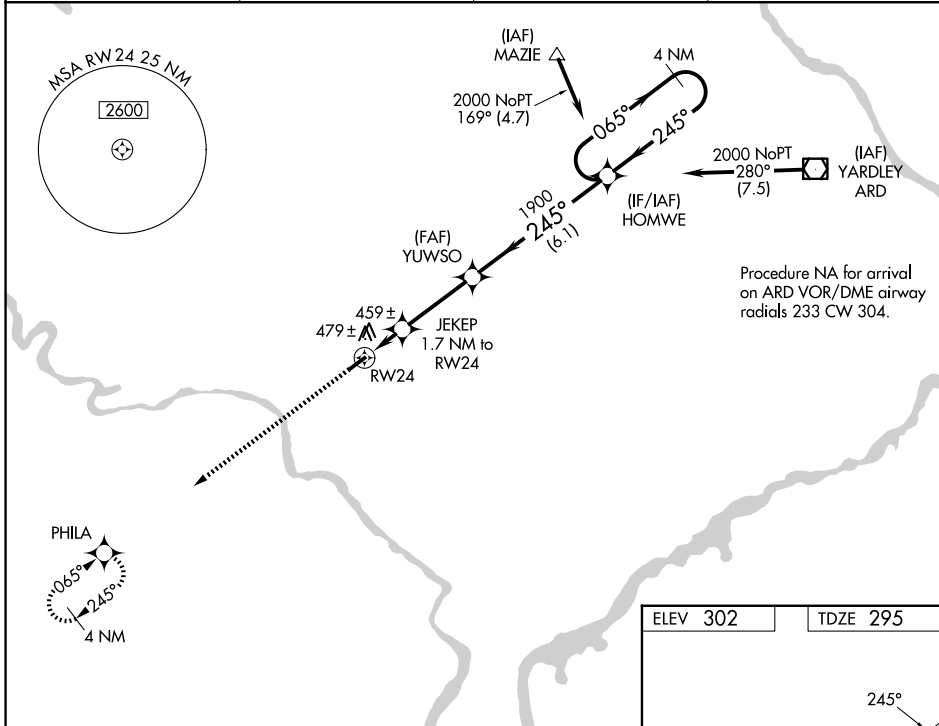 MSA RW 24 25 NM
2600
(IAF)
MAZIE
2000 NoPT
169° (4.7)
4 NM
065°
245°
2000 NoPT
280°
(7.5)
(IAF)
YARDLEY
ARD
(IF/IAF)
HOMWE
1900
245°
(6.1)
(FAF)
YUWSO
Procedure NA for arrival
on ARD VOR/DME airway
radials 233 CW 304.
459±
479±
JEKEP
1.7 NM to
RW24
RW24
PHILA
065°
245°
4 NM
ELEV 302
TDZE 295
245°